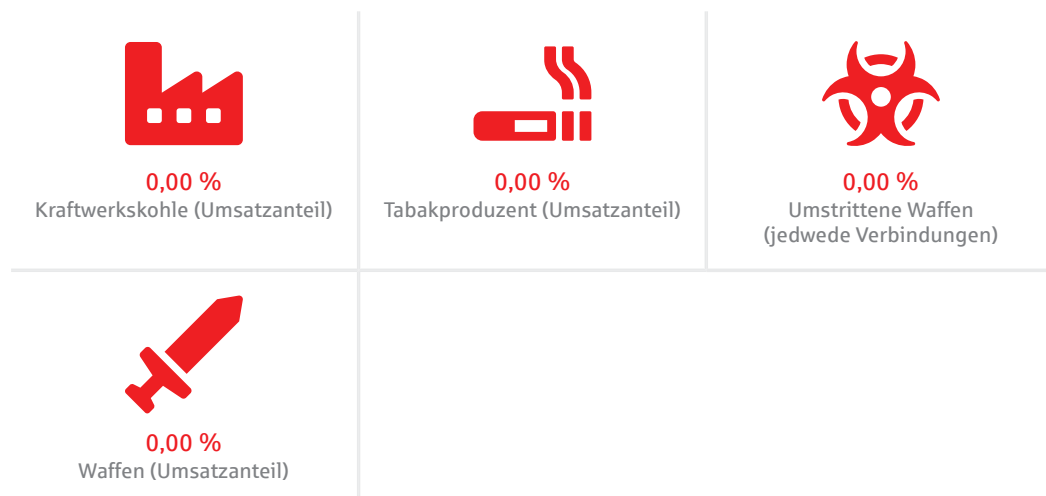 0,00 %
Kraftwerkskohle (Umsatzanteil)
0,00 %
Tabakproduzent (Umsatzanteil)
0,00 %
Umstrittene Waffen
(jedwede Verbindungen)
0,00 %
Waffen (Umsatzanteil)